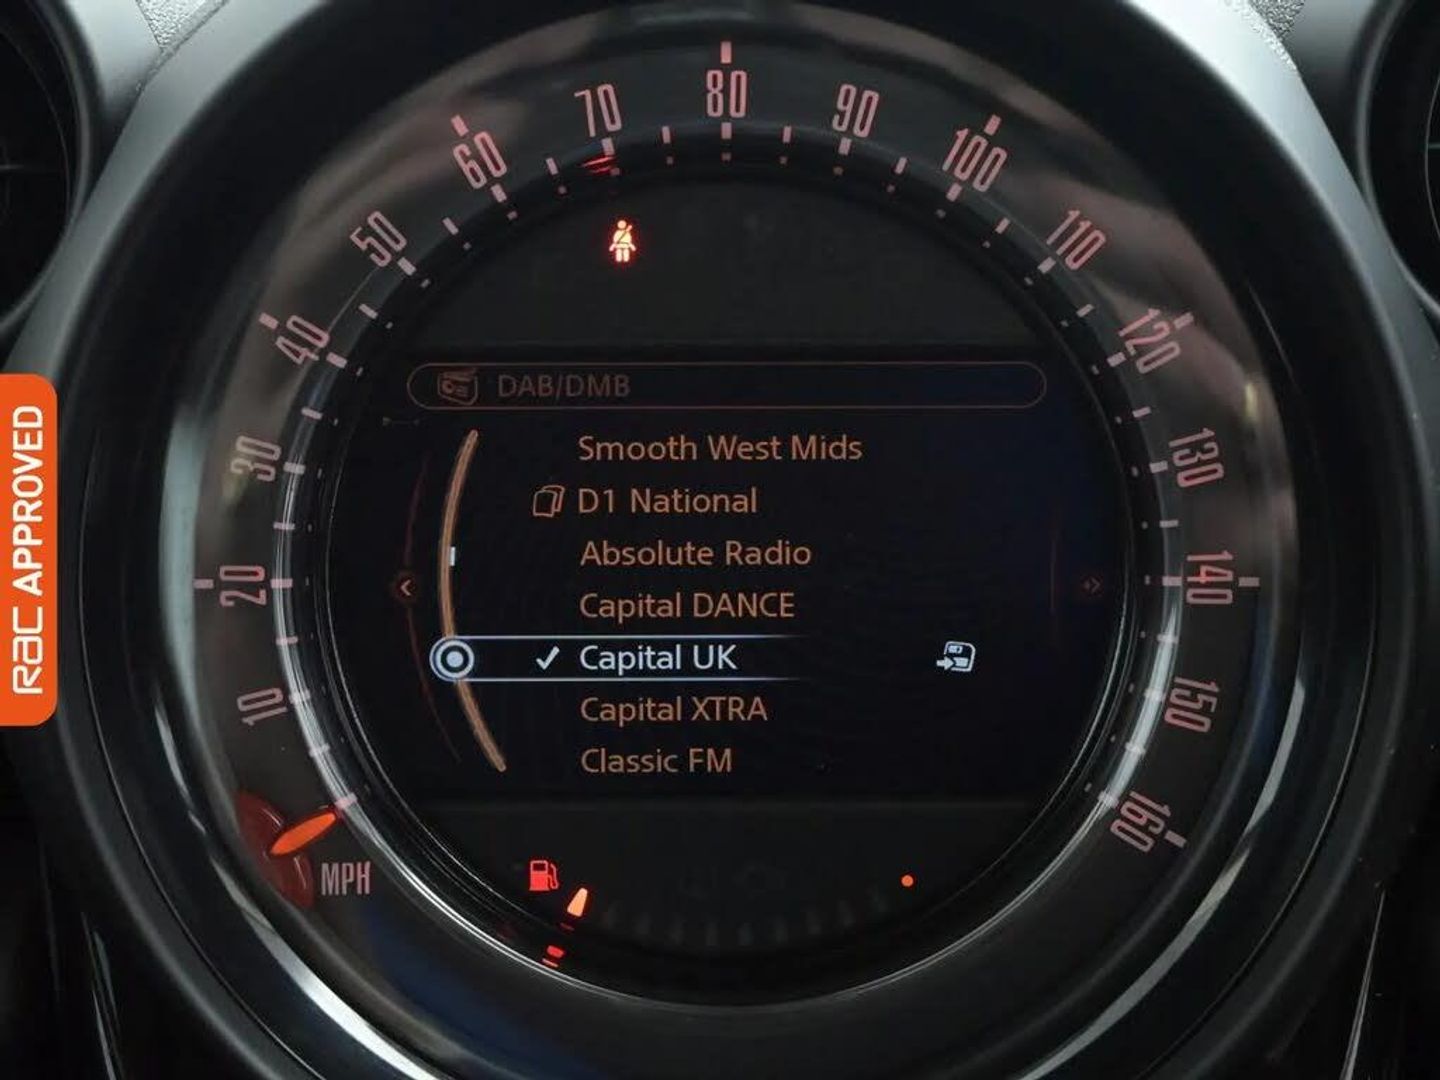 80
70
90
60
100
50
110
40
120
DAB/DMB
RAC APPROVED
30
Smooth West Mids
130
D1 National
Absolute Radio
20
140
Capital DANCE
Capital UK
10
Capital XTRA
150
Classic FM
160
MPH